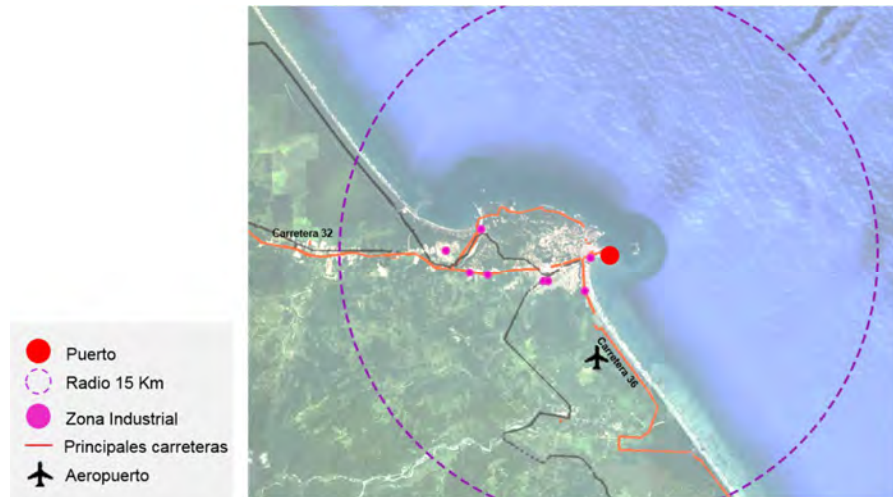 Carretera 32
Carretera 36
Puerto
Radio 15 Km
Zona Industrial
Principales carreteras
Aeropuerto